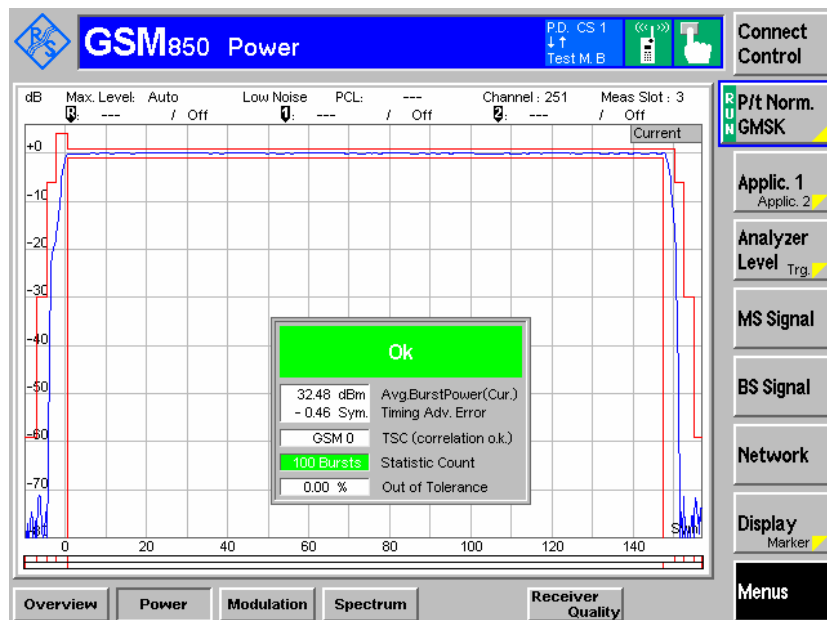 R&S
GSM850 Power
P.D. CS 1
↓↑
Test M. B
Connect
Control
dB Max. Level: Auto Low Noise PCL: --- Channel : 251 Meas Slot : 3
R: --- / Off 1: --- / Off 2: --- / Off
Current
RUN
P/t Norm.
GMSK
Applic. 1
Applic. 2
Analyzer
Level Trg.
MS Signal
BS Signal
Network
Display
Marker
Menus
+0
-10
-20
-30
-40
-50
-60
-70
Ok
32.48 dBm Avg.BurstPower(Cur.)
- 0.46 Sym. Timing Adv. Error
GSM 0 TSC (correlation o.k.)
100 Bursts Statistic Count
0.00 % Out of Tolerance
0 20 40 60 80 100 120 140
Overview Power Modulation Spectrum Receiver
Quality